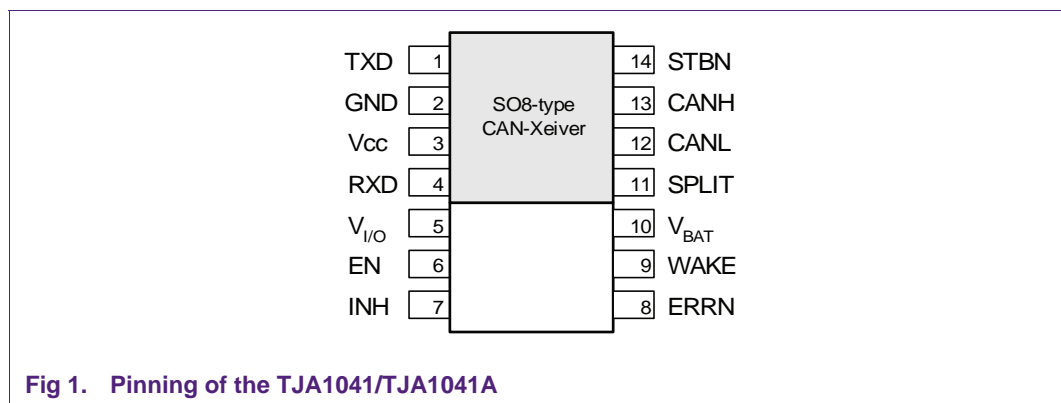 TXD 1 14 STBN
GND 2 SO8-type 13 CANH
CAN-Xeiver
Vcc 3 12 CANL
RXD 4 11 SPLIT
VI/O 5 10 VBAT
EN 6 9 WAKE
INH 7 8 ERRN
Fig 1. Pinning of the TJA1041/TJA1041A